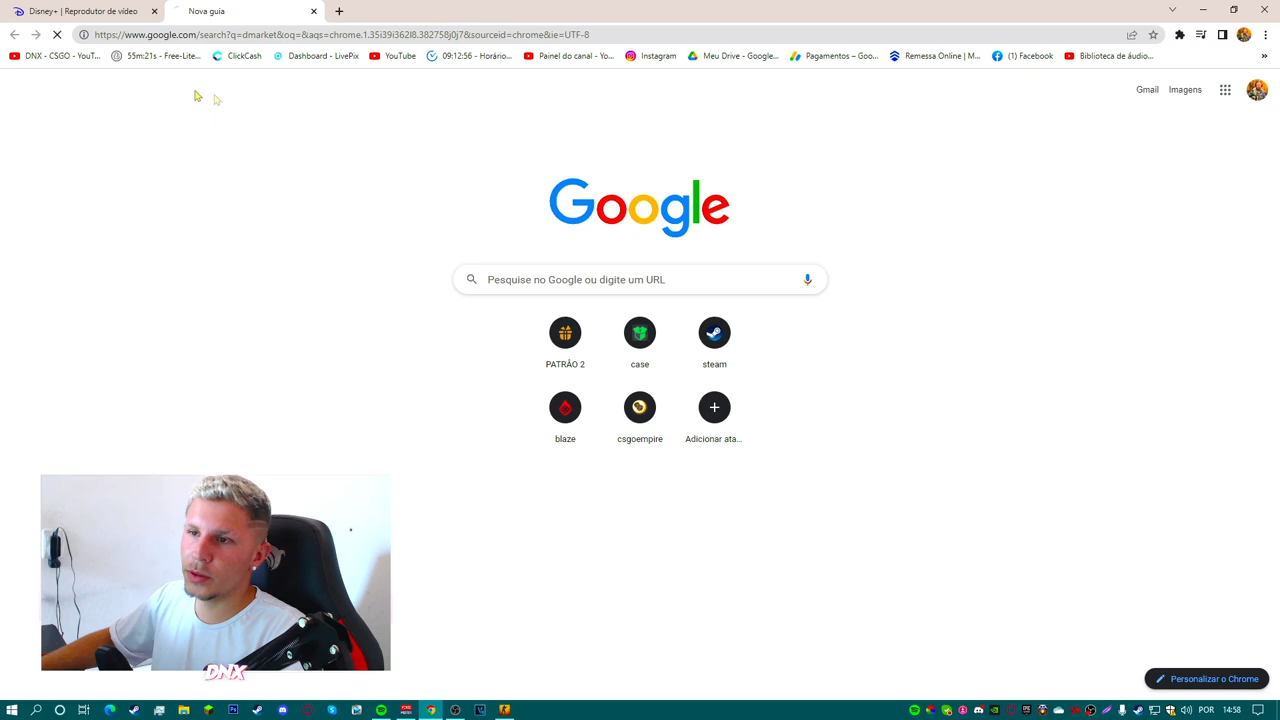 Disney+ | Reprodutor de vídeo
Nova guia
https://www.google.com/search?q=dmarket&oq=&aqs=chrome.1.35i39i362l8.382758j0j7&sourceid=chrome&ie=UTF-8
DNX - CSGO - YouT... 55m:21s - Free-Lite... ClickCash Dashboard - LivePix YouTube 09:12:56 - Horário... Painel do canal - Yo... Instagram Meu Drive - Google... Pagamentos – Goo... Remessa Online | M... (1) Facebook Biblioteca de áudio...
Gmail Imagens
Google
Pesquise no Google ou digite um URL
PATRÃO 2 case steam
blaze csgoempire Adicionar ata...
DNX
Personalizar o Chrome
POR 14:58